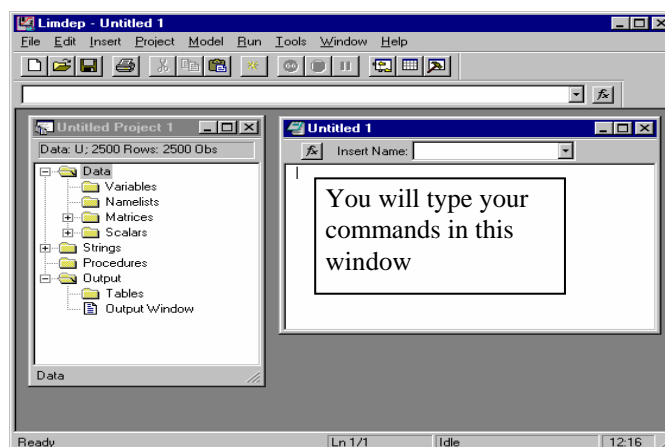 Limdep - Untitled 1
File Edit Insert Project Model Run Tools Window Help
Untitled Project 1
Data: U; 2500 Rows: 2500 Obs
Data
Variables
Namelists
Matrices
Scalars
Strings
Procedures
Output
Tables
Output Window
Data
fx
Untitled 1
fx Insert Name:
You will type your
commands in this
window
Ready Ln 1/1 Idle 12:16